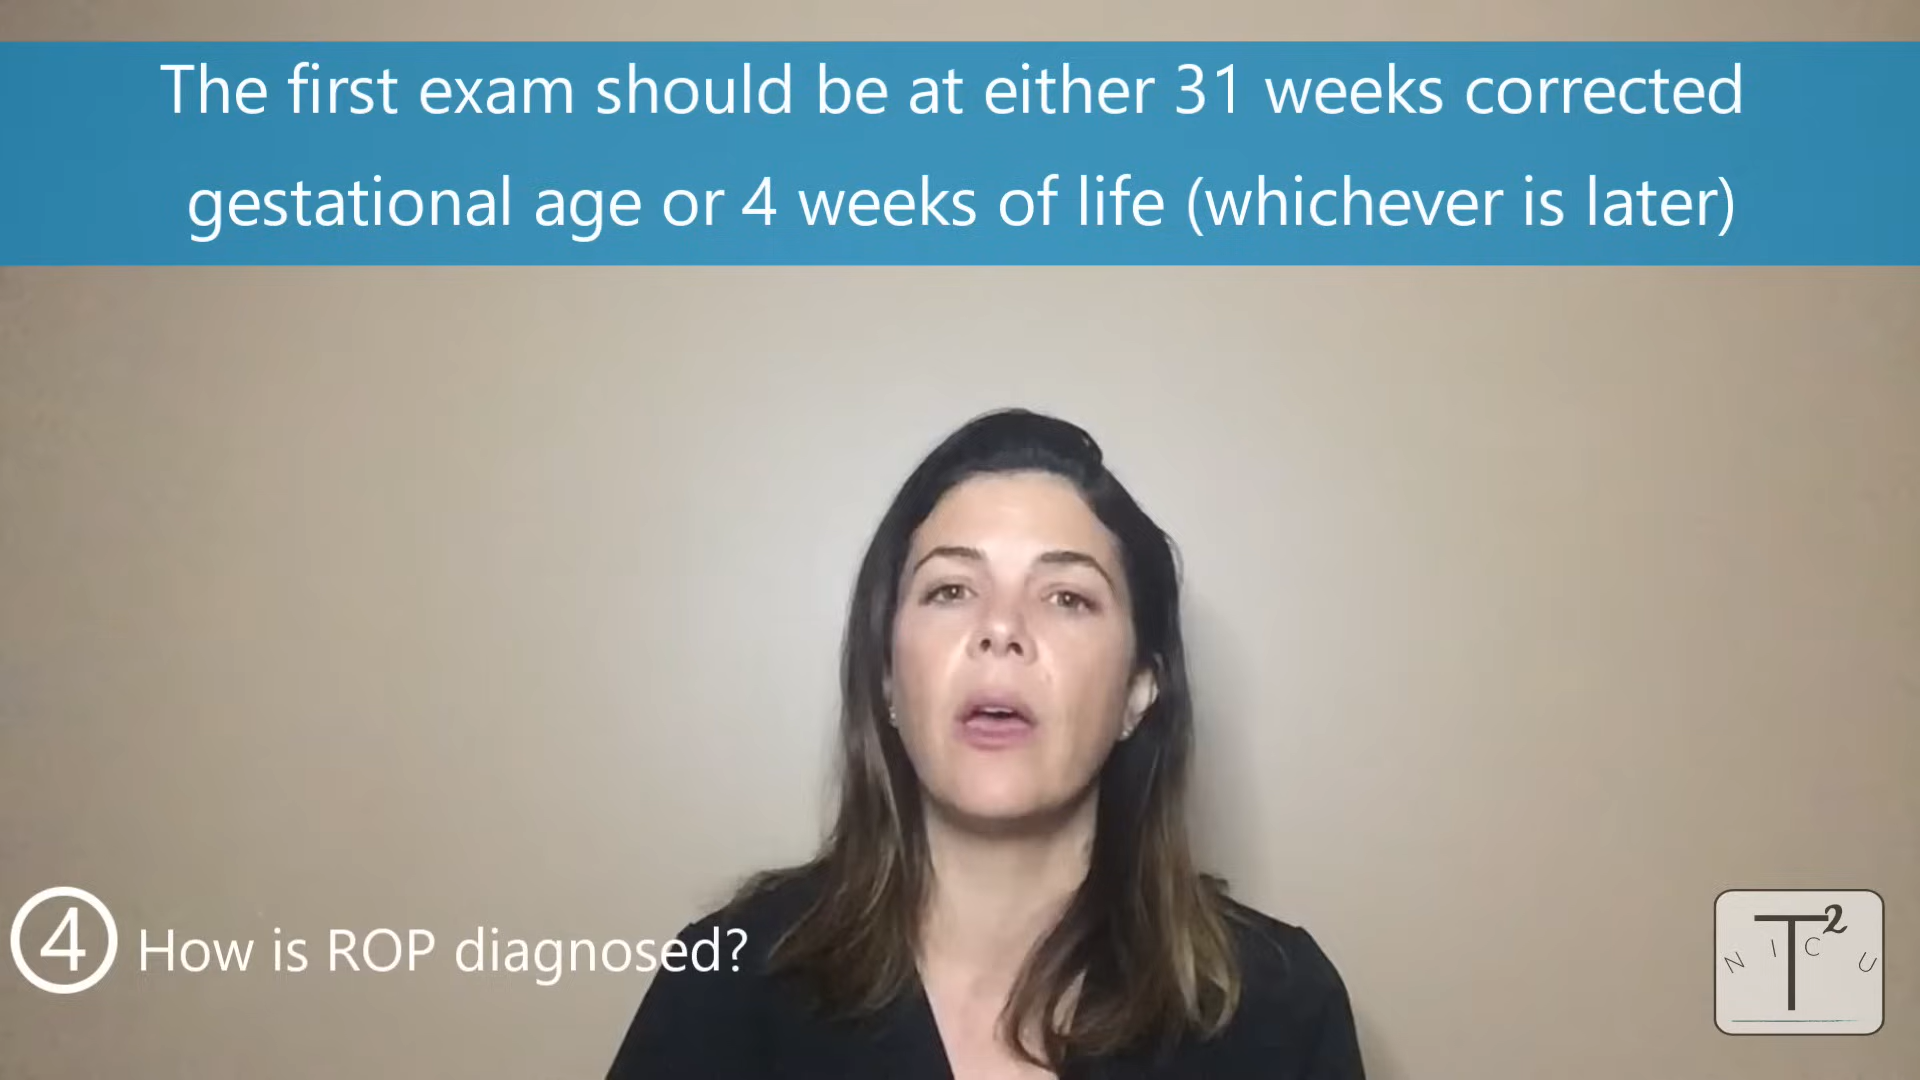 The first exam should be at either 31 weeks corrected
gestational age or 4 weeks of life (whichever is later)
4 How is ROP diagnosed?
T2
N I C U